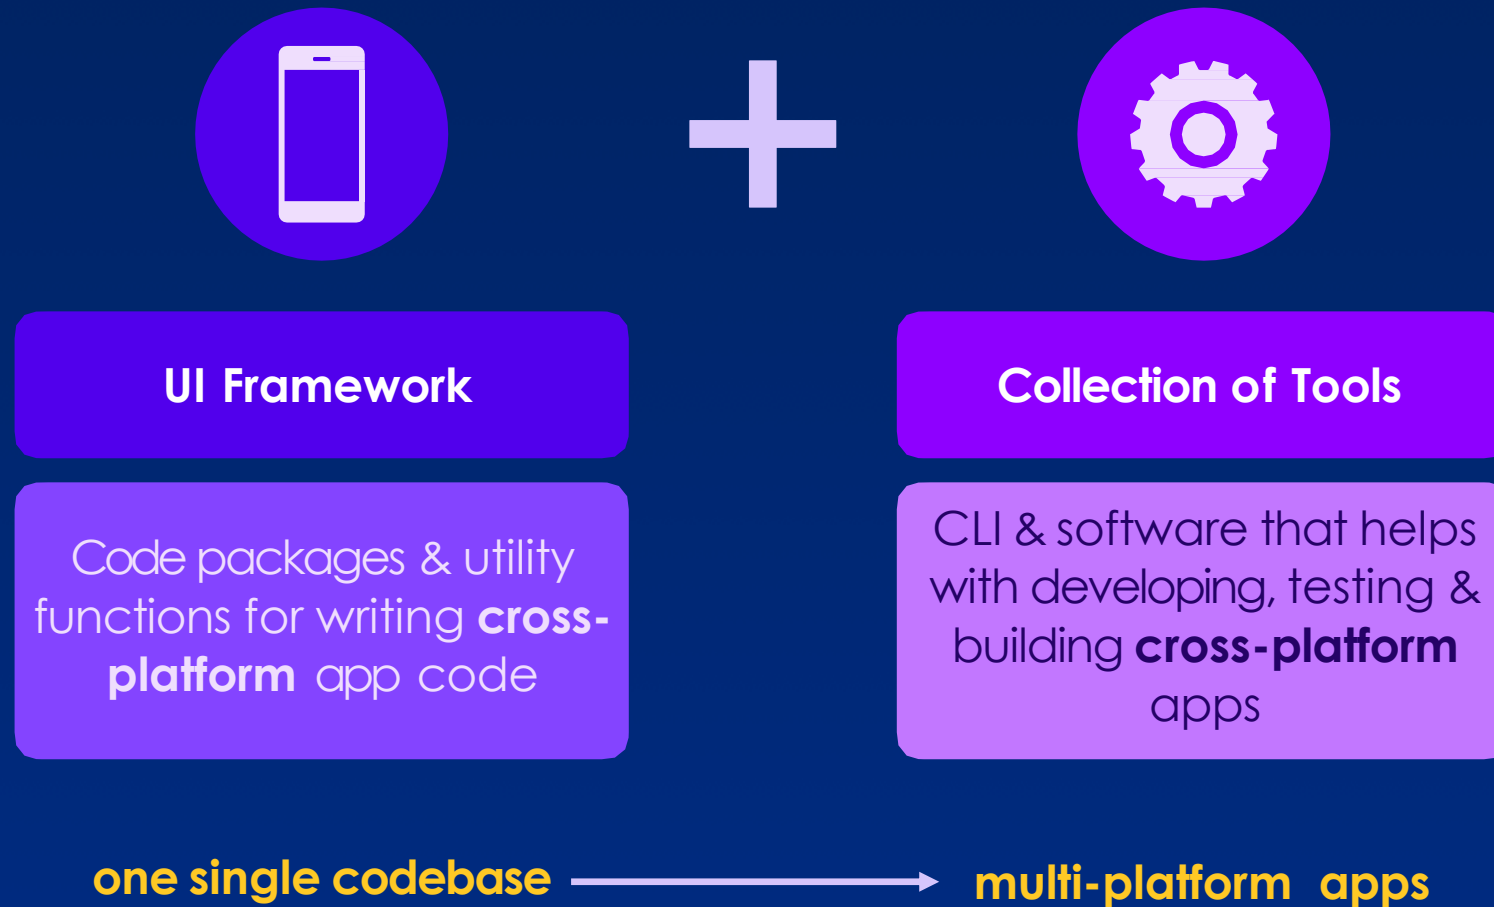 UI Framework
Code packages & utility
functions for writing cross-
platform app code
Collection of Tools
CLI & software that helps
with developing, testing &
building cross-platform
apps
one single codebase
multi-platform apps